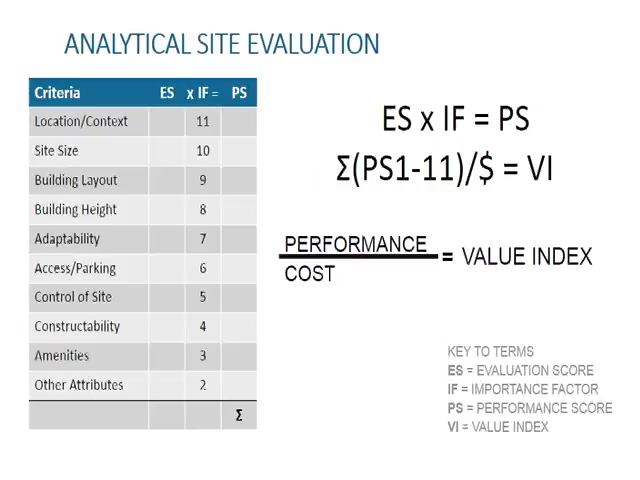 ANALYTICAL SITE EVALUATION
Criteria ES x IF = PS
Location/Context 11
Site Size 10
Building Layout 9
Building Height 8
Adaptability 7
Access/Parking 6
Control of Site 5
Constructability 4
Amenities 3
Other Attributes 2
Σ
ES x IF = PS
Σ(PS1-11)/$ = VI
PERFORMANCE
COST
= VALUE INDEX
KEY TO TERMS
ES = EVALUATION SCORE
IF = IMPORTANCE FACTOR
PS = PERFORMANCE SCORE
VI = VALUE INDEX